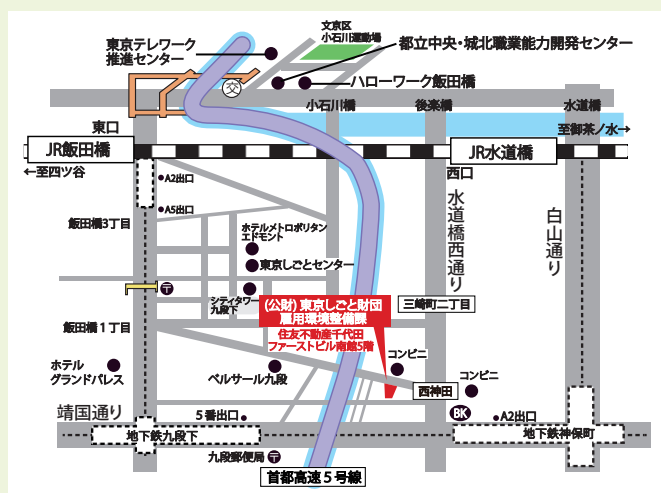 文京区
小石川運動場
東京テレワーク
推進センター
都立中央・城北職業能力開発センター
交
ハローワーク飯田橋
小石川橋
後楽橋
水道橋
東口
至御茶ノ水→
JR飯田橋
JR水道橋
←至四ツ谷
西口
A2出口
A5出口
飯田橋3丁目
水道橋西通り
白山通り
ホテルメトロポリタン
エドモント
東京しごとセンター
〒
シティタワー
九段下
(公財) 東京しごと財団
雇用環境整備課
三崎町二丁目
飯田橋1丁目
住友不動産千代田
ファーストビル南館5階
コンビニ
ホテル
グランドパレス
ベルサール九段
西神田
コンビニ
靖国通り
5番出口
BK
A2出口
地下鉄九段下
地下鉄神保町
九段郵便局
〒
首都高速5号線